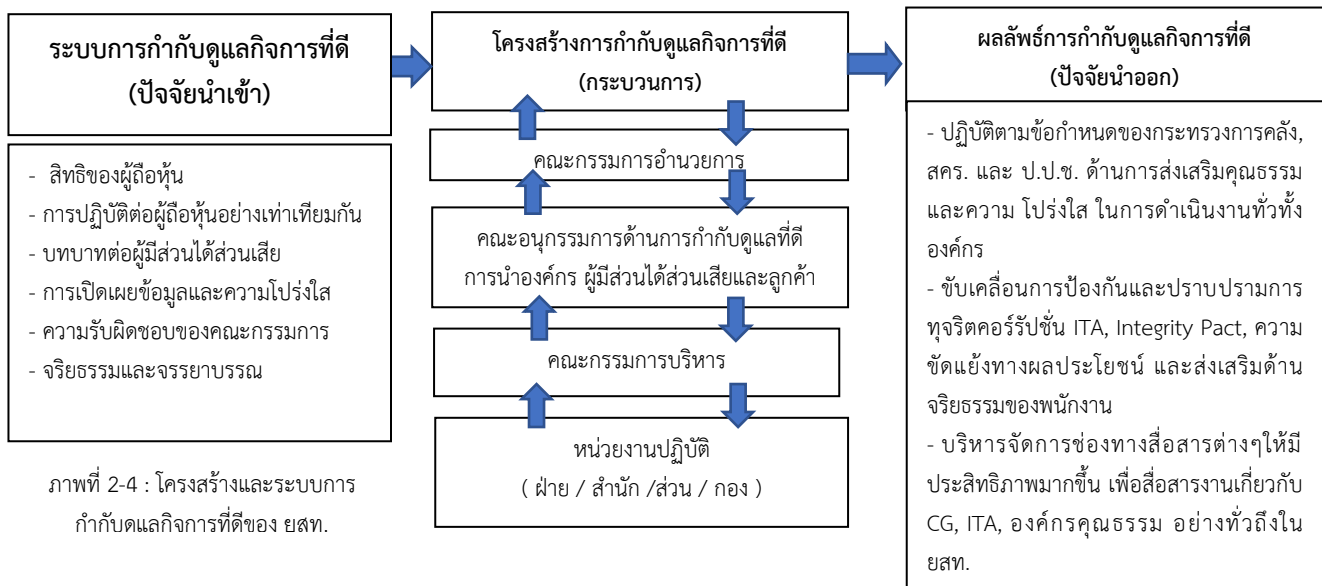 ระบบการกำกับดูแลกิจการที่ดี
(ปัจจัยนำเข้า)
- สิทธิของผู้ถือหุ้น
- การปฏิบัติต่อผู้ถือหุ้นอย่างเท่าเทียมกัน
- บทบาทต่อผู้มีส่วนได้ส่วนเสีย
- การเปิดเผยข้อมูลและความโปร่งใส
- ความรับผิดชอบของคณะกรรมการ
- จริยธรรมและจรรยาบรรณ
ภาพที่ 2-4 : โครงสร้างและระบบการ
กำกับดแลกิจการที่ดีของ ยสท.
โครงสร้างการกำกับดูแลกิจการที่ดี
(กระบวนการ)
คณะกรรมการอำนวยการ
คณะอนุกรรมการด้านการกำกับดูแลที่ดี
การนำองค์กร ผู้มีส่วนได้ส่วนเสียและลูกค้า
คณะกรรมการบริหาร
หน่วยงานปฏิบัติ
( ฝ่าย / สำนัก /ส่วน / กอง )
ผลลัพธ์การกำกับดูแลกิจการที่ดี
(ปัจจัยนำออก)
- ปฏิบัติตามข้อกำหนดของกระทรวงการคลัง,
สคร. และ ป.ป.ช. ด้านการส่งเสริมคุณธรรม
และความ โปร่งใส ในการดำเนินงานทั่วทั้ง
องค์กร
- ขับเคลื่อนการป้องกันและปราบปรามการ
ทุจริตคอร์รัปชั่น ITA, Integrity Pact, ความ
ขัดแย้งทางผลประโยชน์ และส่งเสริมด้าน
จริยธรรมของพนักงาน
- บริหารจัดการช่องทางสื่อสารต่างๆให้มี
ประสิทธิภาพมากขึ้น เพื่อสื่อสารงานเกี่ยวกับ
CG, ITA, องค์กรคุณธรรม อย่างทั่วถึงใน
ยสท.